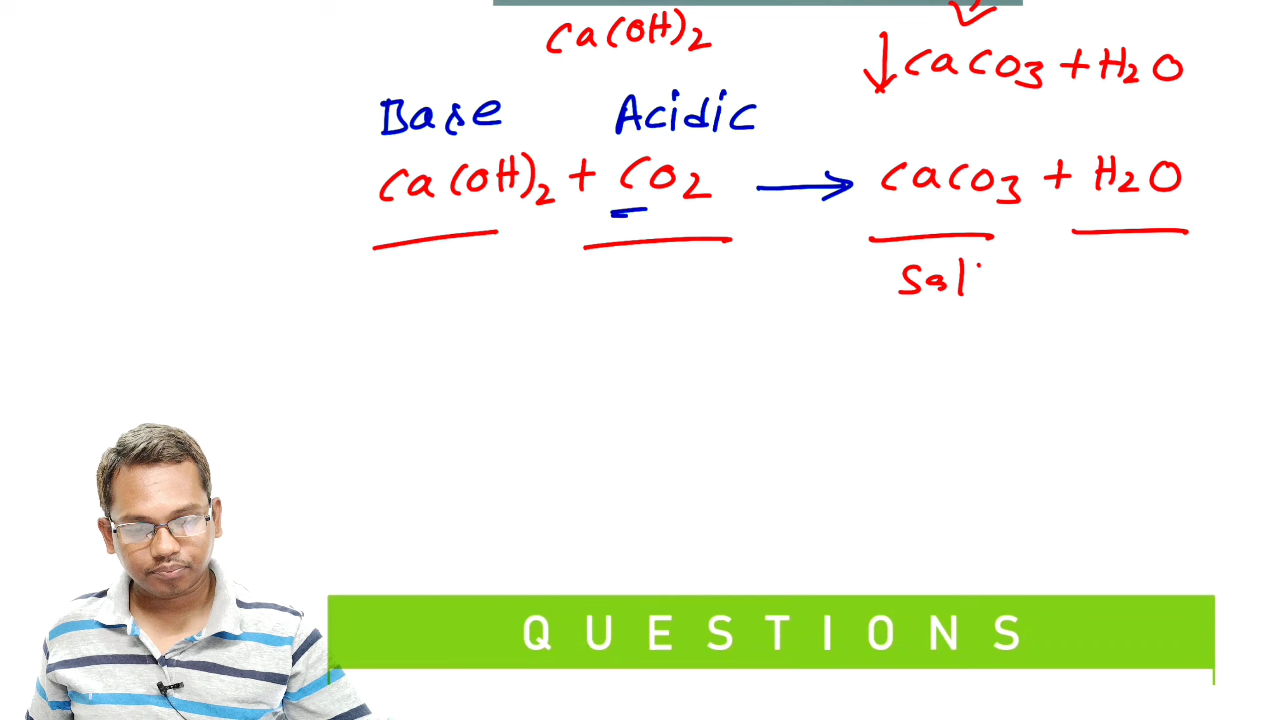 Ca(OH)2
↓CaCO3 + H2O
Base Acidic
Ca(OH)2 + CO2 → CaCO3 + H2O
Sal
QUESTIONS